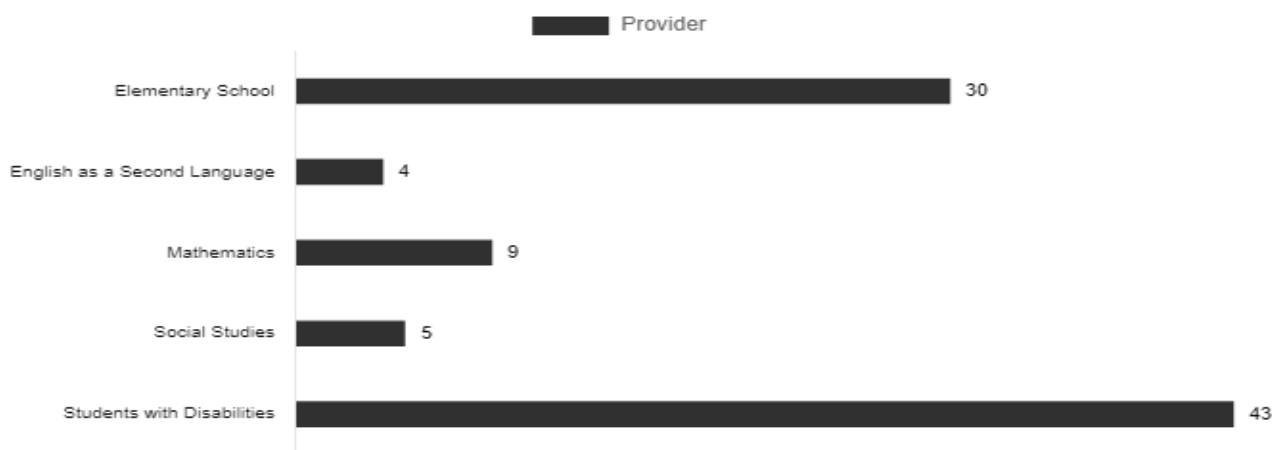 Provider
Elementary School 30
English as a Second Language 4
Mathematics 9
Social Studies 5
Students with Disabilities 43